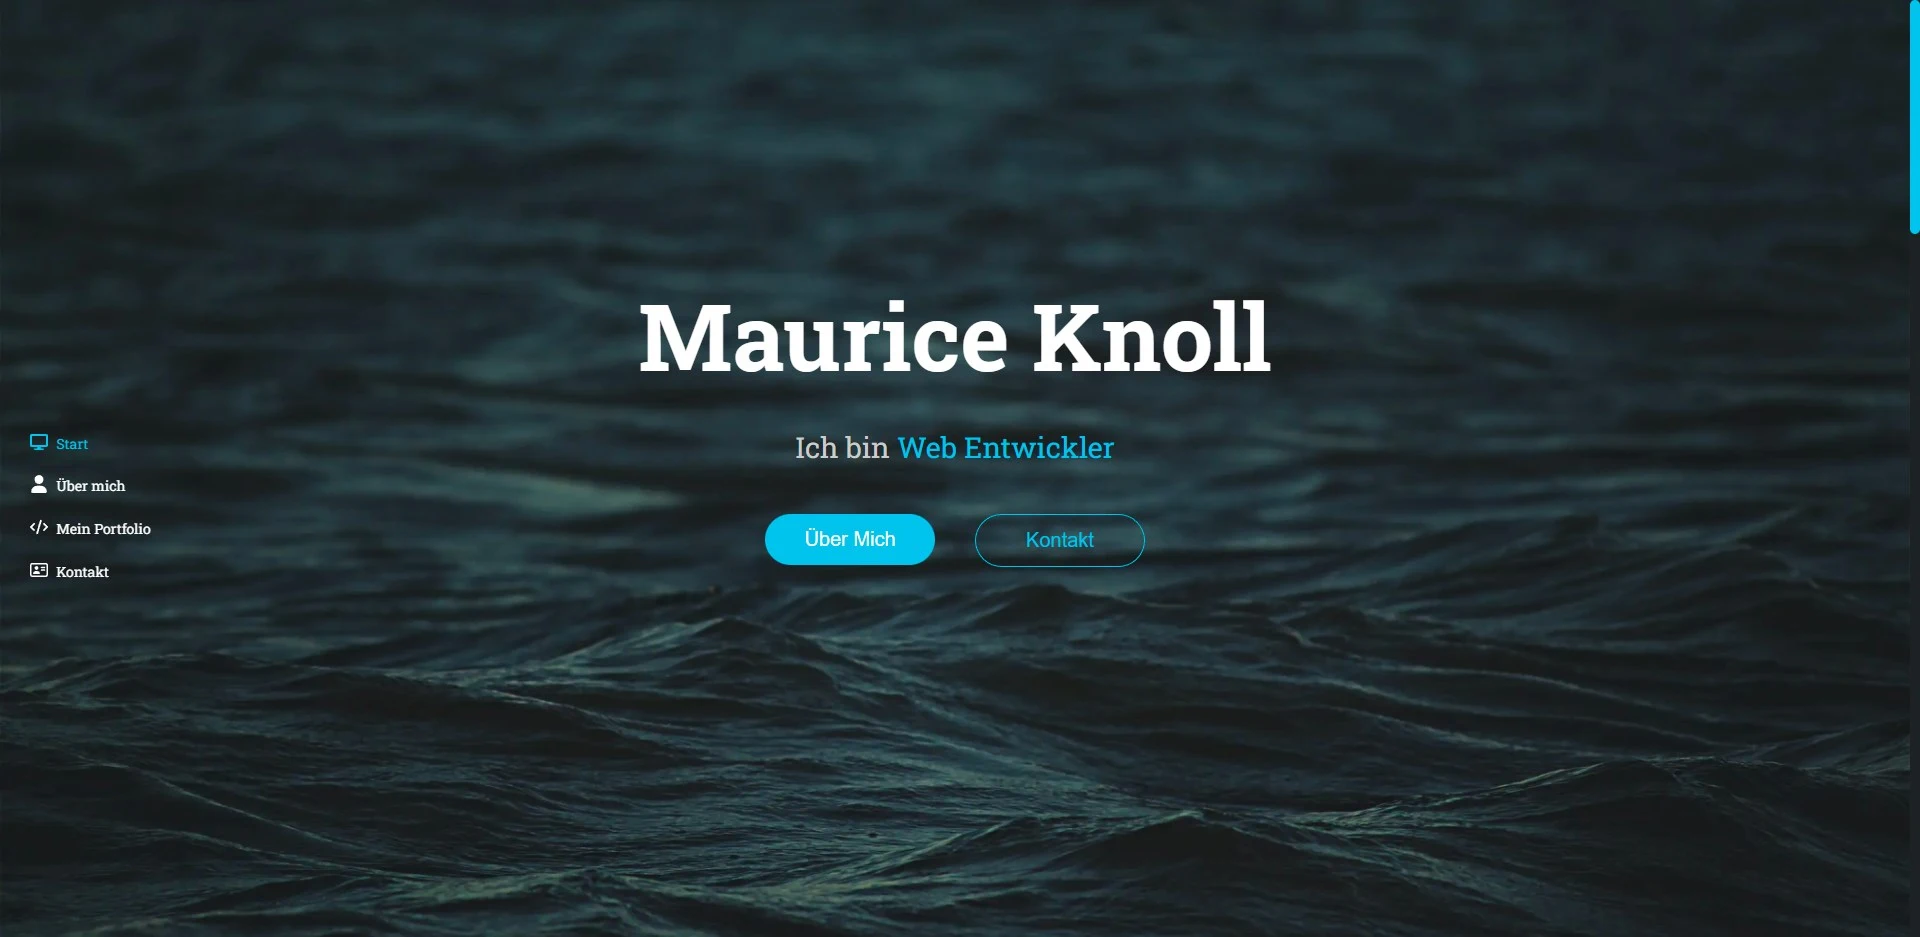 Maurice Knoll
Ich bin Web Entwickler
Über Mich
Kontakt
Start
Über mich
Mein Portfolio
Kontakt